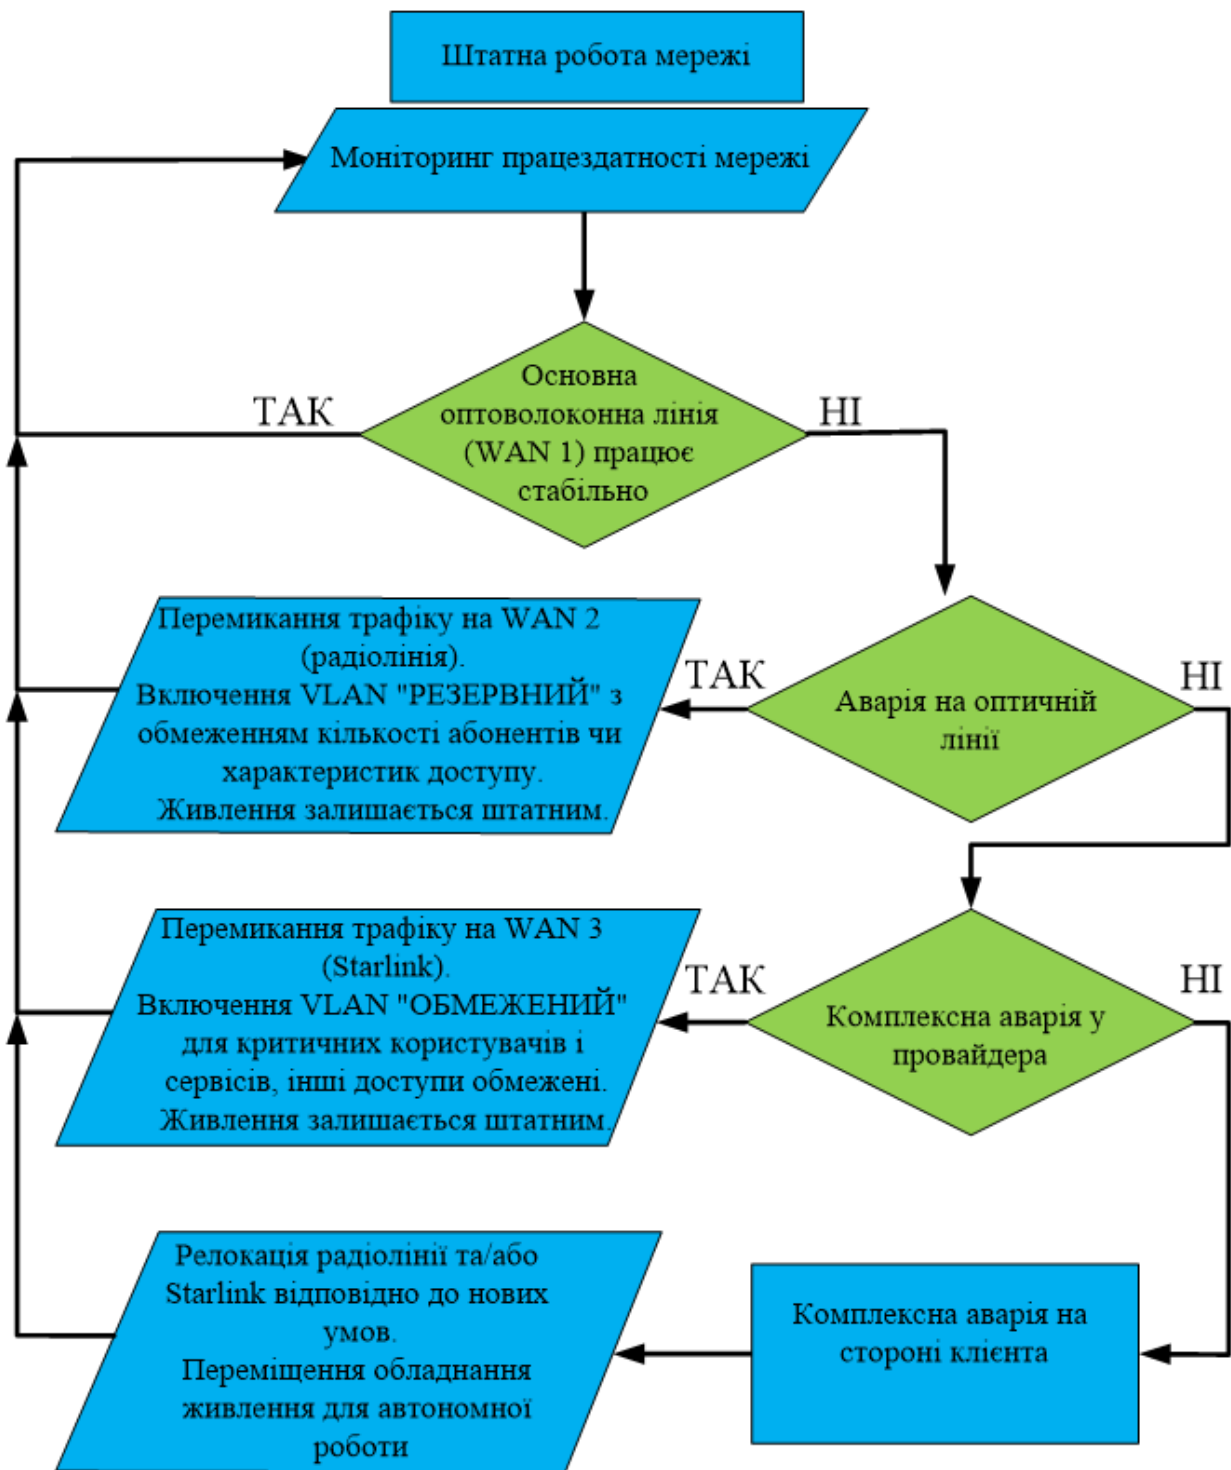 Штатна робота мережі
Моніторинг працездатності мережі
Основна
оптоволоконна лінія
(WAN 1) працює
стабільно
ТАК
НІ
Перемикання трафіку на WAN 2
(радіолінія).
Включення VLAN "РЕЗЕРВНИЙ" з
обмеженням кількості абонентів чи
характеристик доступу.
Живлення залишається штатним.
ТАК
Аварія на оптичній
лінії
НІ
Перемикання трафіку на WAN 3
(Starlink).
Включення VLAN "ОБМЕЖЕНИЙ"
для критичних користувачів і
сервісів, інші доступи обмежені.
Живлення залишається штатним.
ТАК
Комплексна аварія у
провайдера
НІ
Релокація радіолінії та/або
Starlink відповідно до нових
умов.
Переміщення обладнання
живлення для автономної
роботи
Комплексна аварія на
стороні клієнта